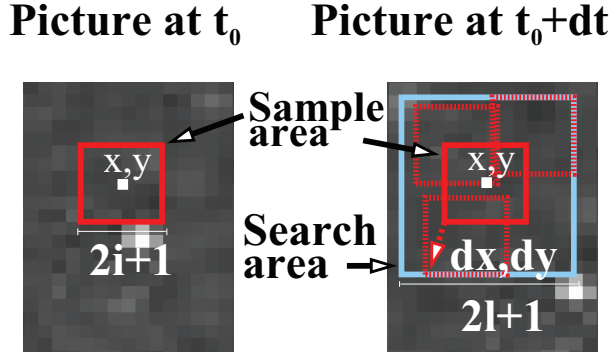 Picture at t0
Picture at t0+dt
Sample
area
x,y
x,y
2i+1
Search
area
dx,dy
2l+1